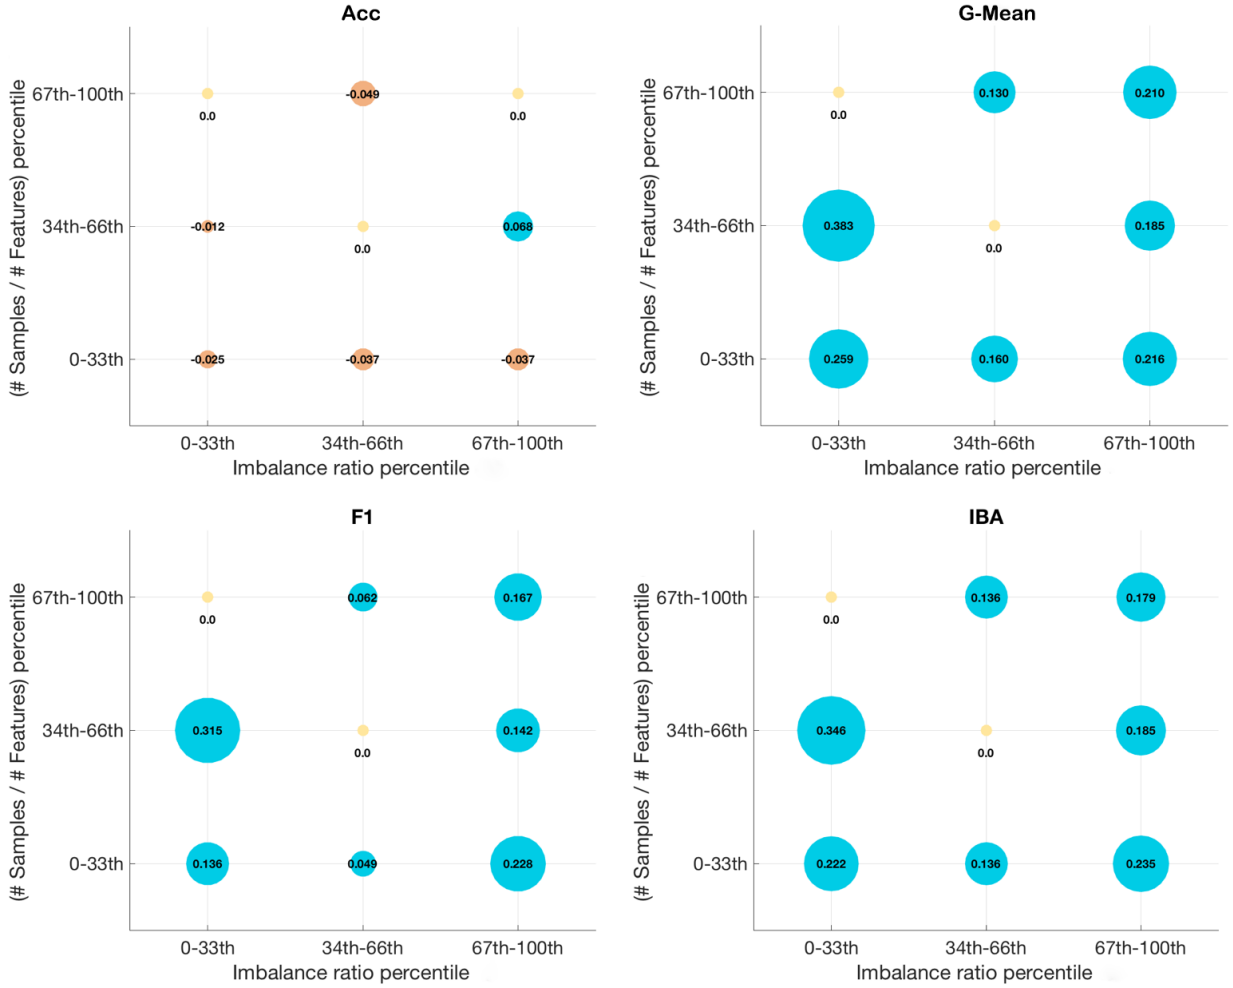 Acc
(# Samples / # Features) percentile
67th-100th
-0.049
0.0
0.0
34th-66th
-0.012
0.068
0.0
0-33th
-0.025
-0.037
-0.037
0-33th
34th-66th
67th-100th
Imbalance ratio percentile
G-Mean
(# Samples / # Features) percentile
67th-100th
0.130
0.210
0.0
34th-66th
0.383
0.185
0.0
0-33th
0.259
0.160
0.216
0-33th
34th-66th
67th-100th
Imbalance ratio percentile
F1
(# Samples / # Features) percentile
67th-100th
0.062
0.167
0.0
34th-66th
0.315
0.142
0.0
0-33th
0.136
0.049
0.228
0-33th
34th-66th
67th-100th
Imbalance ratio percentile
IBA
(# Samples / # Features) percentile
67th-100th
0.136
0.179
0.0
34th-66th
0.346
0.185
0.0
0-33th
0.222
0.136
0.235
0-33th
34th-66th
67th-100th
Imbalance ratio percentile